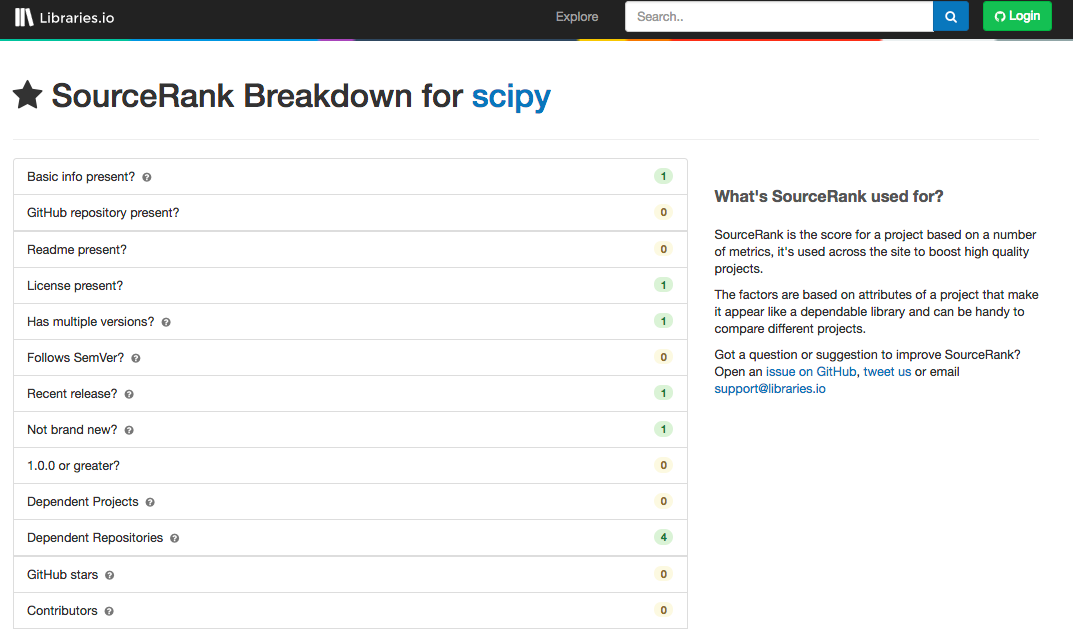 Libraries.io
Explore
Search..
Login
SourceRank Breakdown for scipy
Basic info present? 1
GitHub repository present? 0
Readme present? 0
License present? 1
Has multiple versions? 1
Follows SemVer? 0
Recent release? 1
Not brand new? 1
1.0.0 or greater? 0
Dependent Projects 0
Dependent Repositories 4
GitHub stars 0
Contributors 0
What's SourceRank used for?
SourceRank is the score for a project based on a number
of metrics, it's used across the site to boost high quality
projects.
The factors are based on attributes of a project that make
it appear like a dependable library and can be handy to
compare different projects.
Got a question or suggestion to improve SourceRank?
Open an issue on GitHub, tweet us or email
support@libraries.io